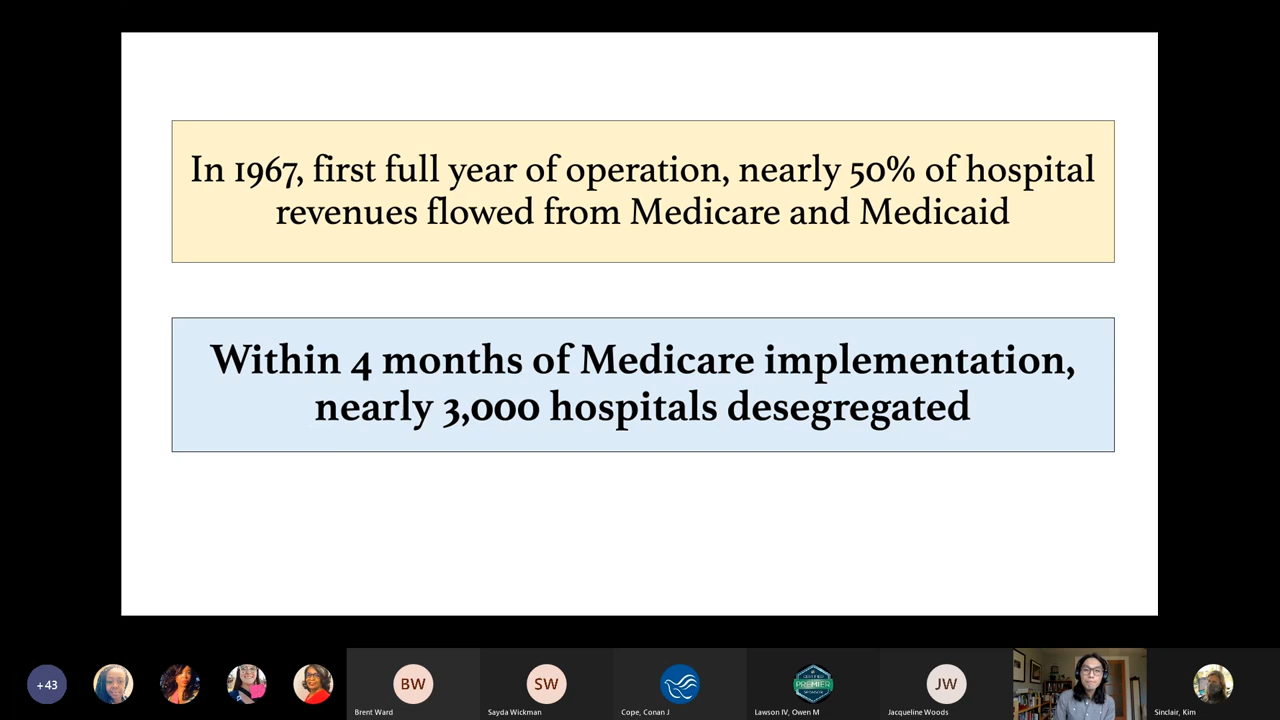 In 1967, first full year of operation, nearly 50% of hospital
revenues flowed from Medicare and Medicaid
Within 4 months of Medicare implementation,
nearly 3,000 hospitals desegregated
+43
BW
SW
PREMIER
JW
Brent Ward
Sayda Wickman
Cope, Conan J
Lawson IV, Owen M
Jacqueline Woods
Sinclair, Kim